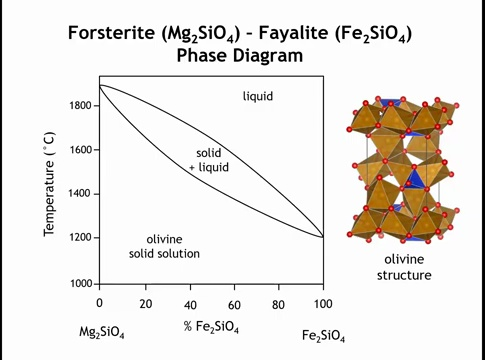 Forsterite (Mg₂SiO₄) – Fayalite (Fe₂SiO₄)
Phase Diagram
liquid
1800
1600
solid
+ liquid
1400
Temperature (°C)
1200
olivine
solid solution
olivine
structure
1000
0 20 40 60 80 100
% Fe₂SiO₄
Mg₂SiO₄ Fe₂SiO₄